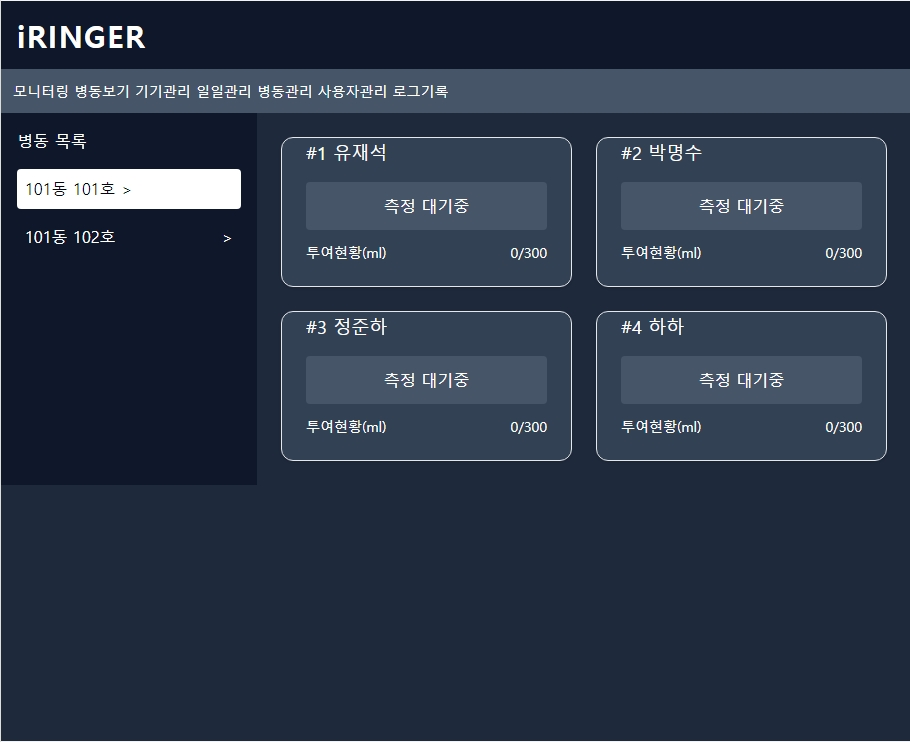 iRINGER
모니터링 병동보기 기기관리 일일관리 병동관리 사용자관리 로그기록
병동 목록
101동 101호 >
101동 102호 >
#1 유재석
측정 대기중
투여현황(ml) 0/300
#2 박명수
측정 대기중
투여현황(ml) 0/300
#3 정준하
측정 대기중
투여현황(ml) 0/300
#4 하하
측정 대기중
투여현황(ml) 0/300